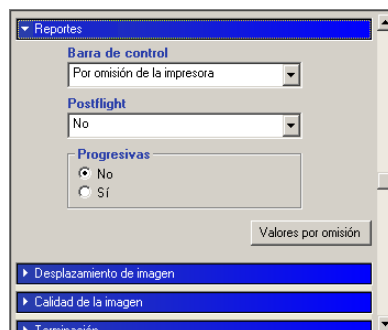 Reportes
Barra de control
Por omisión de la impresora
Postflight
No
Progresivas
No
Sí
Valores por omisión
Desplazamiento de imagen
Calidad de la imagen
Terminación